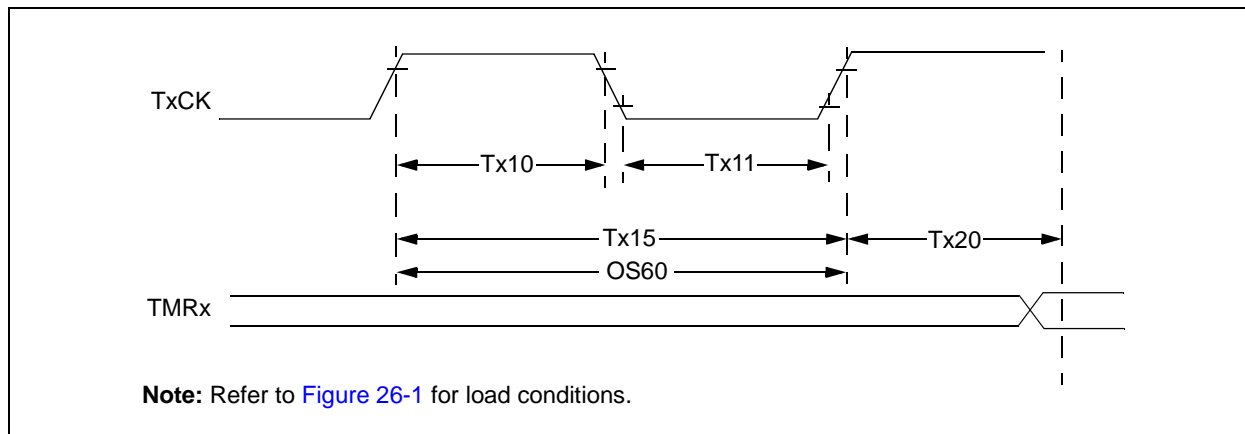 TxCK
Tx10
Tx11
Tx15
Tx20
OS60
TMRx
Note: Refer to Figure 26-1 for load conditions.